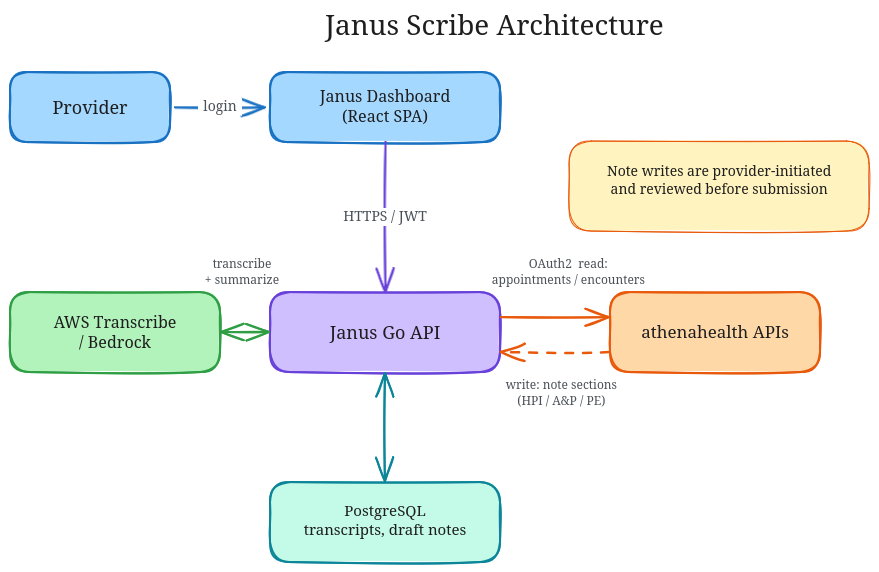 Janus Scribe Architecture
Provider
login
Janus Dashboard
(React SPA)
Note writes are provider-initiated
and reviewed before submission
HTTPS / JWT
transcribe
+ summarize
OAuth2  read:
appointments / encounters
AWS Transcribe
/ Bedrock
Janus Go API
athenahealth APIs
write: note sections
(HPI / A&P / PE)
PostgreSQL
transcripts, draft notes